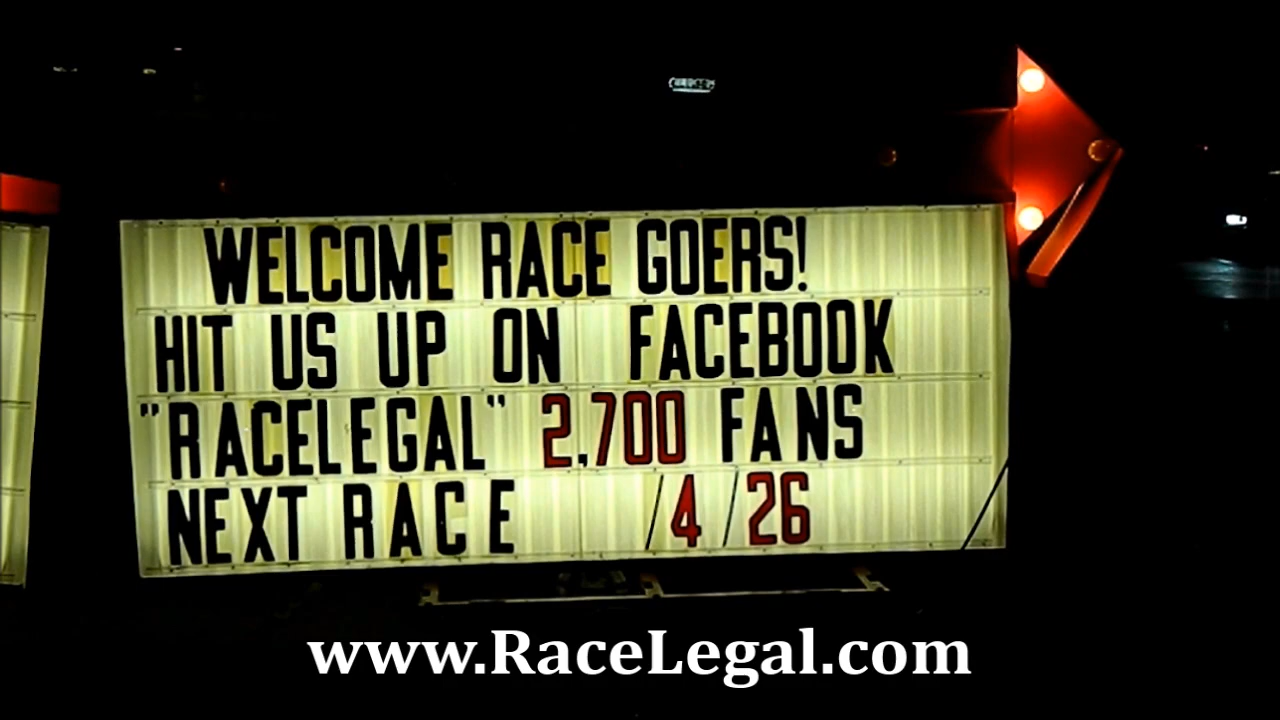 WELCOME RACE GOERS!
HIT US UP ON FACEBOOK
"RACELEGAL" 2,700 FANS
NEXT RACE /4/26
www.RaceLegal.com